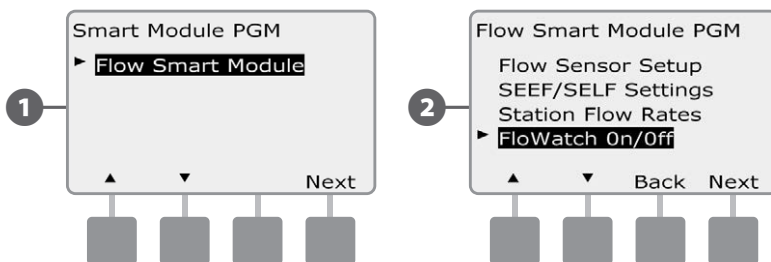 1
Smart Module PGM
► Flow Smart Module
▲ ▼ Next
2
Flow Smart Module PGM
Flow Sensor Setup
SEEF/SELF Settings
Station Flow Rates
► FloWatch On/Off
▲ ▼ Back Next